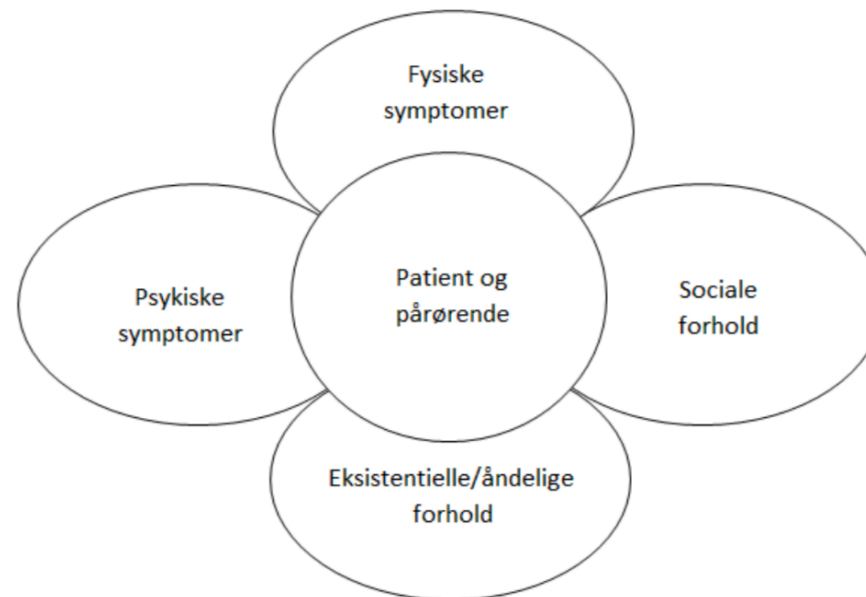 Fysiske
symptomer
Psykiske
symptomer
Patient og
pårørende
Sociale
forhold
Eksistentielle/åndelige
forhold